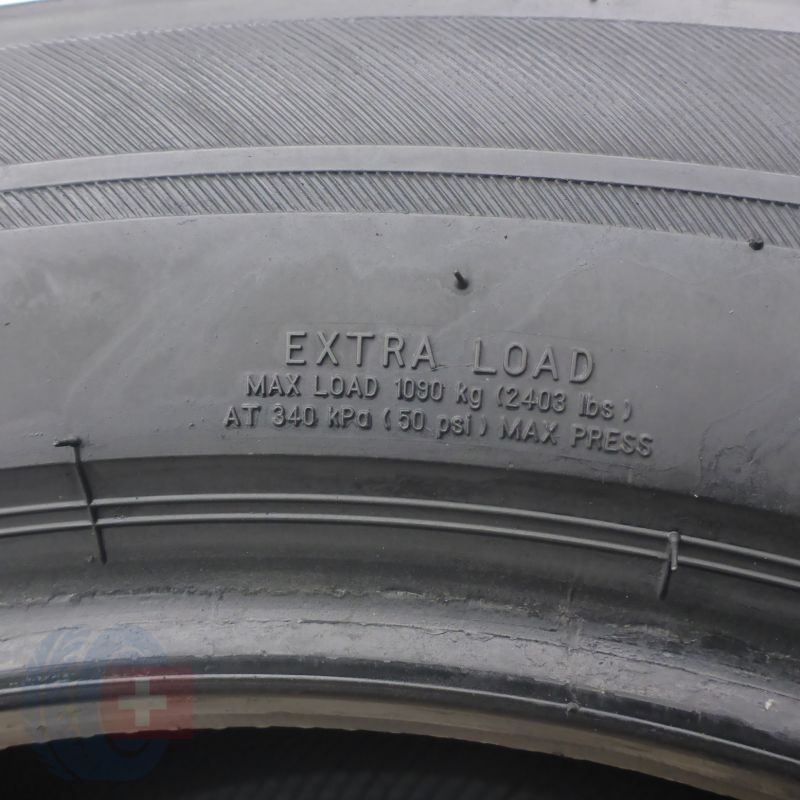 EXTRA LOAD
MAX LOAD 1090 kg (2403 lbs)
AT 340 kPa (50 psi) MAX PRESS